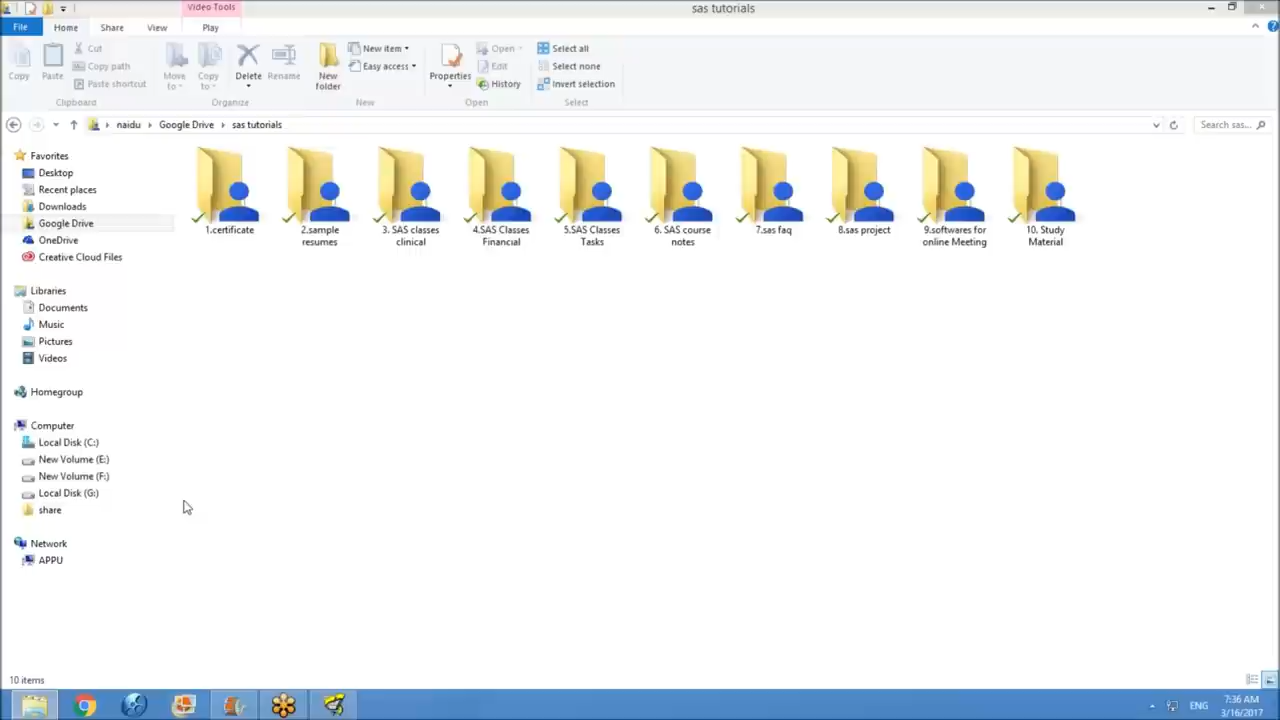 Video Tools
sas tutorials
File
Home
Share
View
Play
Copy
Paste
Cut
Copy path
Paste shortcut
Move to
Copy to
Delete
Rename
New folder
New item
Easy access
Properties
Open
Edit
History
Select all
Select none
Invert selection
Clipboard
Organize
New
Open
Select
naidu
Google Drive
sas tutorials
Search sas...
Favorites
Desktop
Recent places
Downloads
Google Drive
OneDrive
Creative Cloud Files
Libraries
Documents
Music
Pictures
Videos
Homegroup
Computer
Local Disk (C:)
New Volume (E:)
New Volume (F:)
Local Disk (G:)
share
Network
APPU
1.certificate
2.sample
resumes
3. SAS classes
clinical
4.SAS Classes
Financial
5.SAS Classes
Tasks
6. SAS course
notes
7.sas faq
8.sas project
9.softwares for
online Meeting
10. Study
Material
10 items
ENG
7:36 AM
3/16/2017